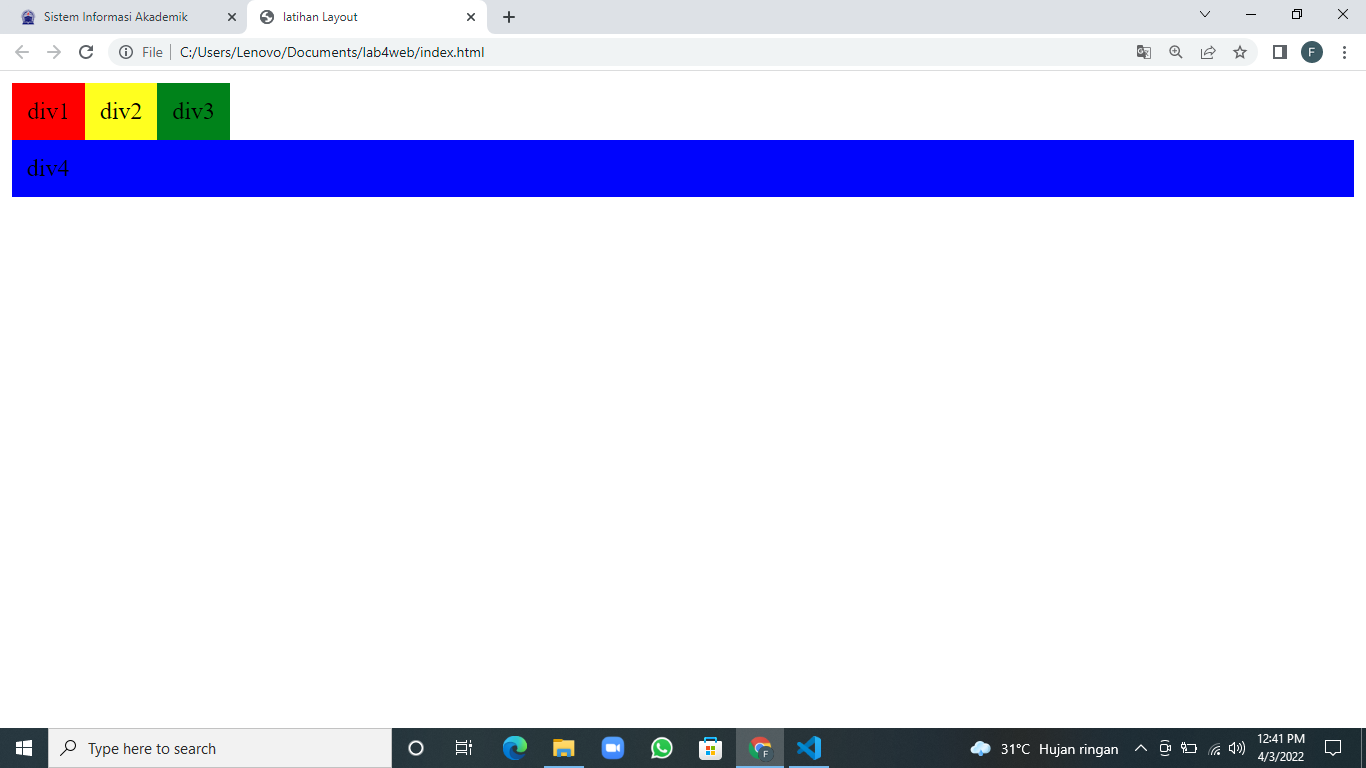 Sistem Informasi Akademik
latihan Layout
File
C:/Users/Lenovo/Documents/lab4web/index.html
F
div1 div2 div3
div4
Type here to search
F
31°C Hujan ringan
12:41 PM
4/3/2022